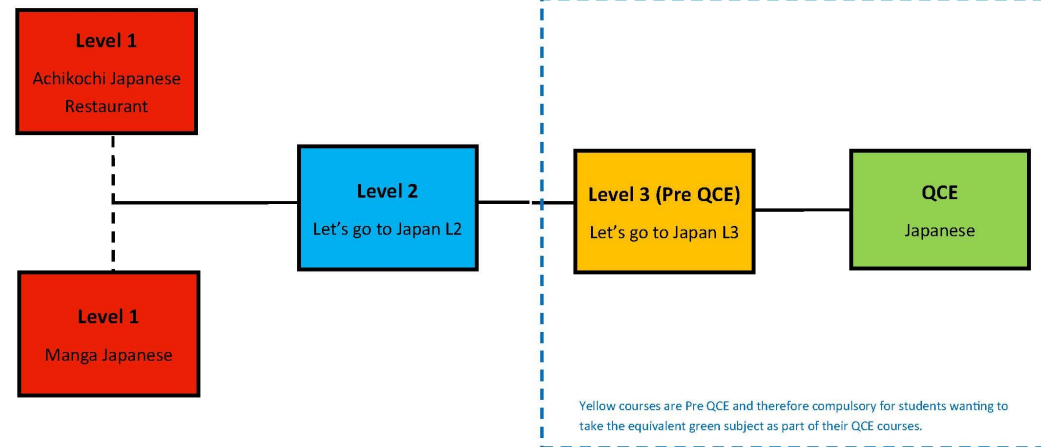 Level 1
Achikochi Japanese
Restaurant
Level 2
Let's go to Japan L2
Level 3 (Pre QCE)
Let's go to Japan L3
QCE
Japanese
Level 1
Manga Japanese
Yellow courses are Pre QCE and therefore compulsory for students wanting to
take the equivalent green subject as part of their QCE courses.